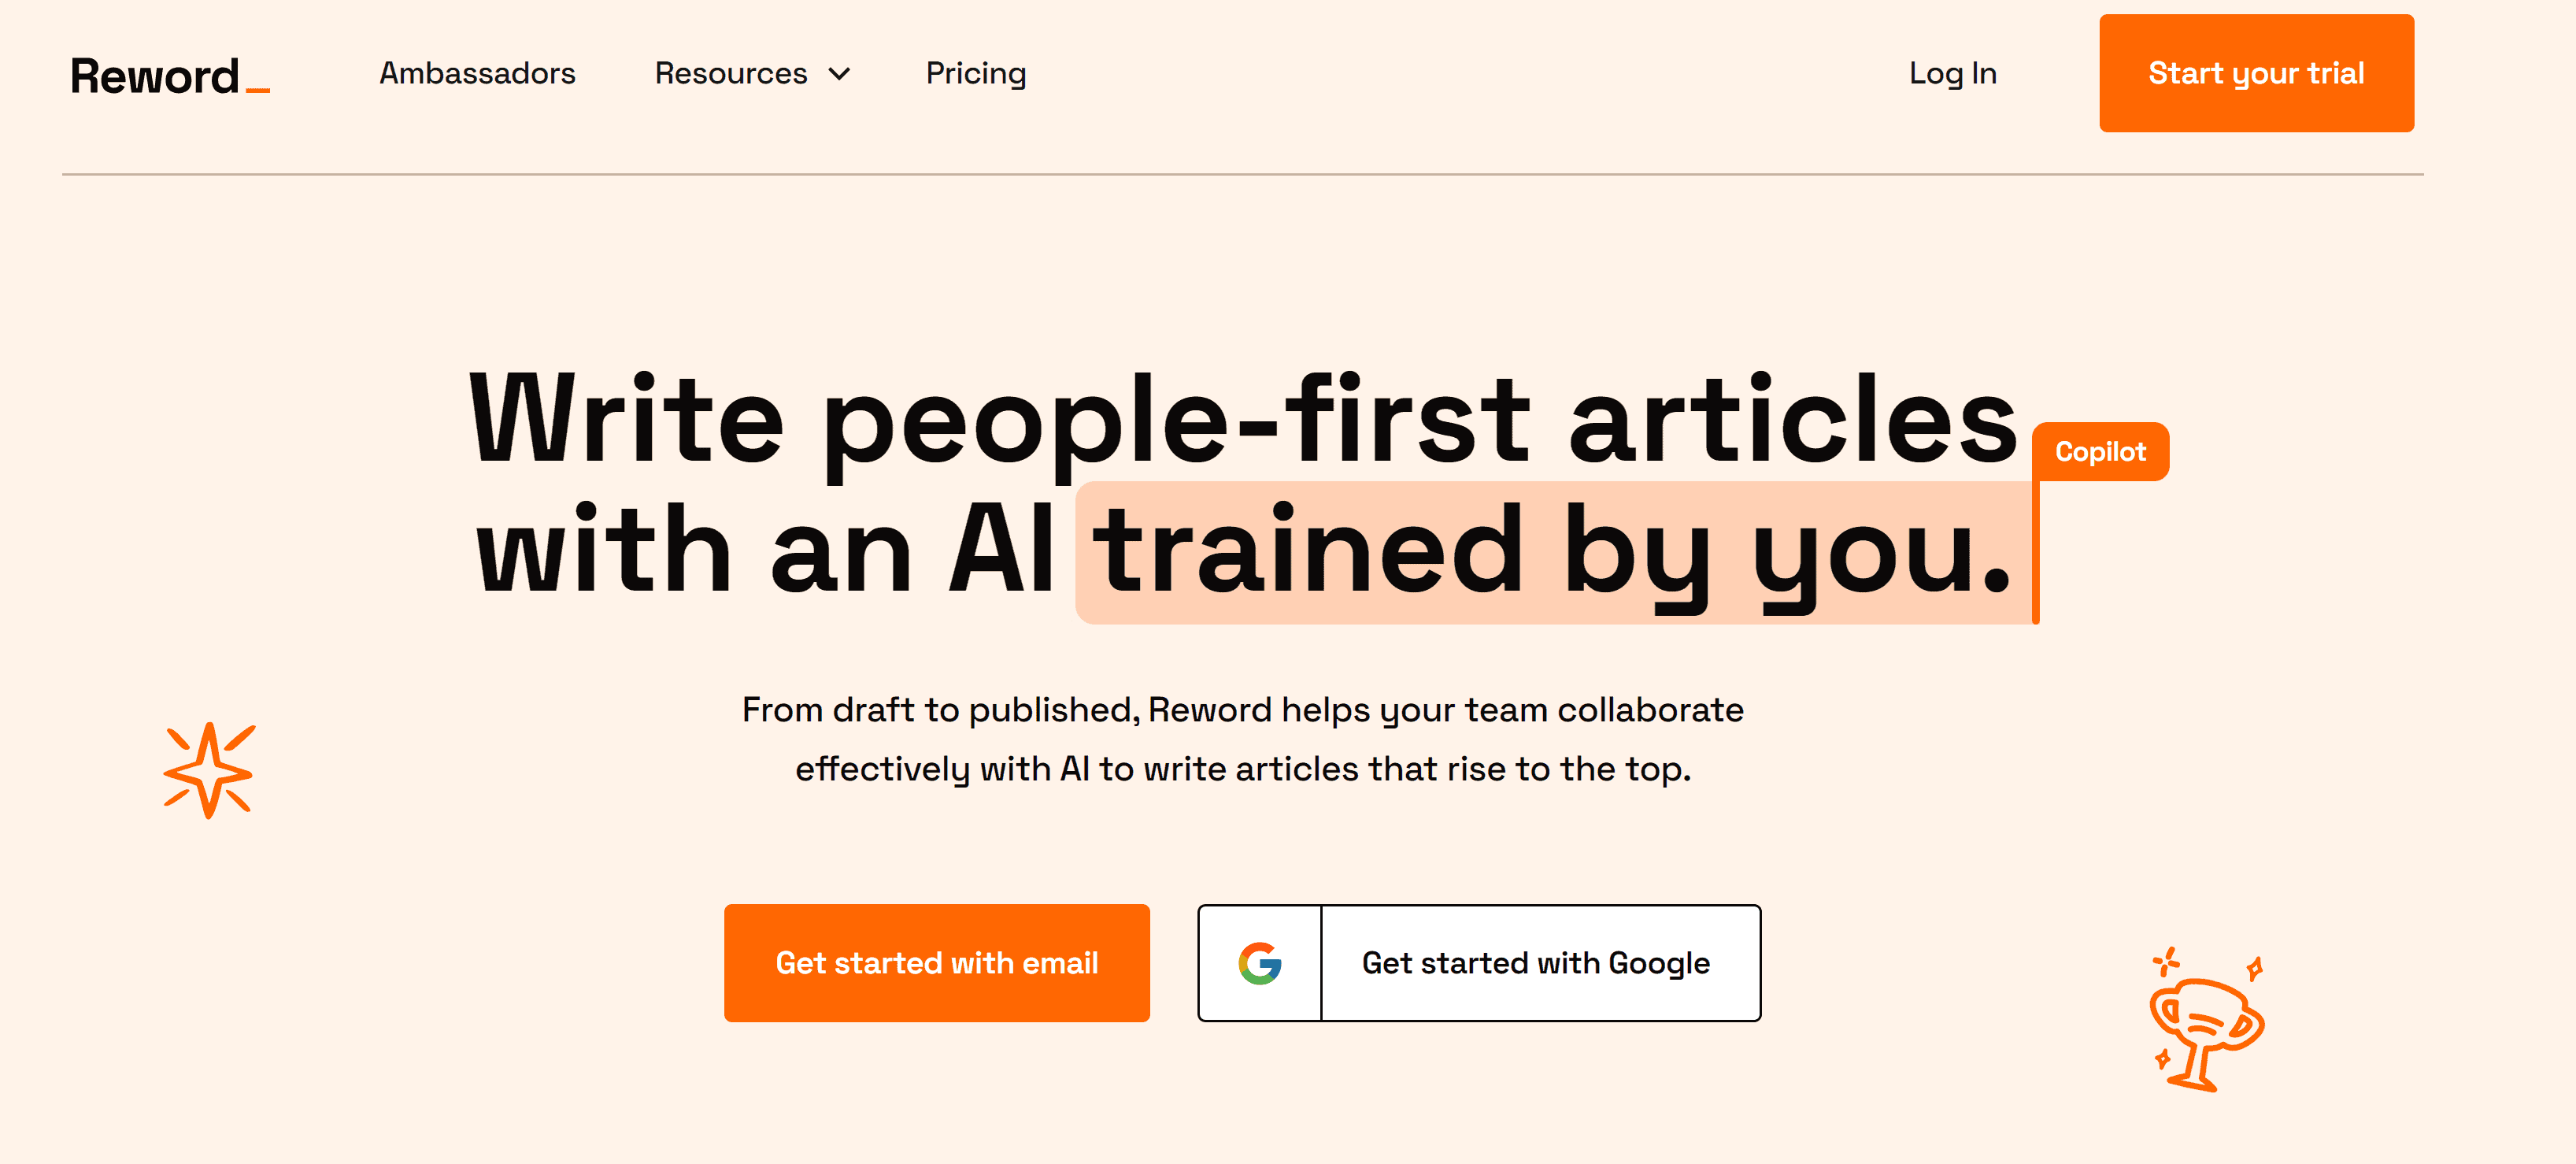 Reword_
Ambassadors
Resources
Pricing
Log In
Start your trial
Write people-first articles
Copilot
with an AI trained by you.
From draft to published, Reword helps your team collaborate
effectively with AI to write articles that rise to the top.
Get started with email
Get started with Google